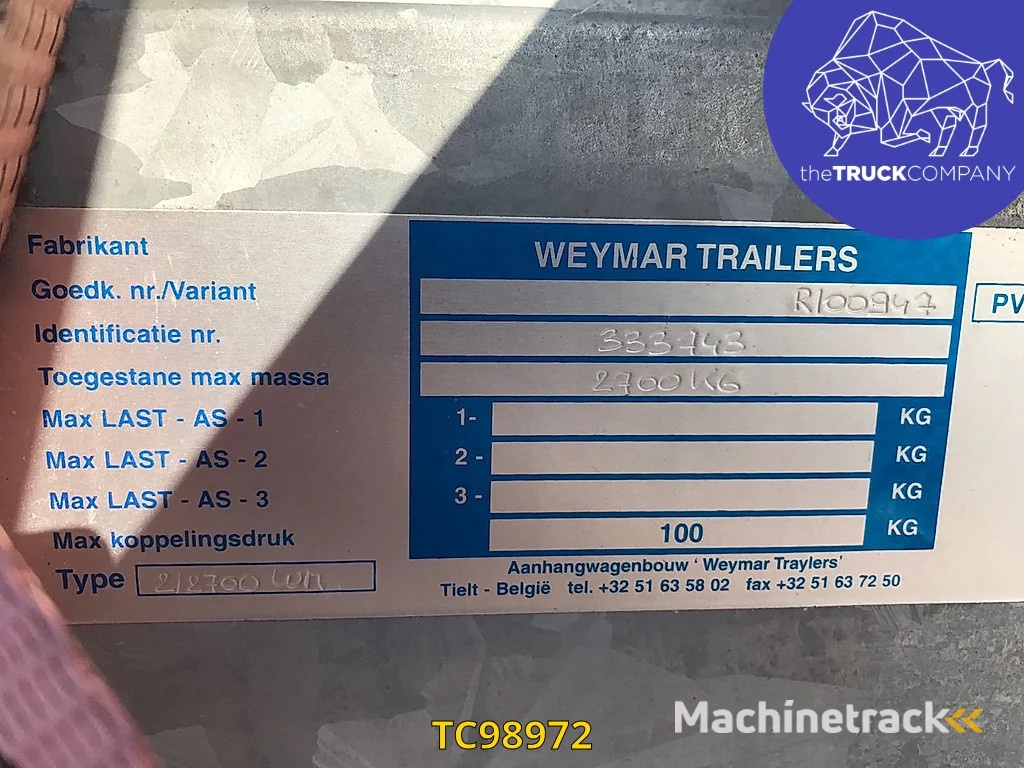 theTRUCKCOMPANY
Fabrikant WEYMAR TRAILERS
Goedk. nr./Variant R100947 PV
Identificatie nr. 333743
Toegestane max massa 2700KG
Max LAST - AS - 1 1- KG
Max LAST - AS - 2 2 - KG
Max LAST - AS - 3 3 - KG
Max koppelingsdruk 100 KG
Aanhangwagenbouw ' Weymar Traylers'
Type
Tielt - België tel. +32 51 63 58 02 fax +32 51 63 72 50
Machinetrack
TC98972